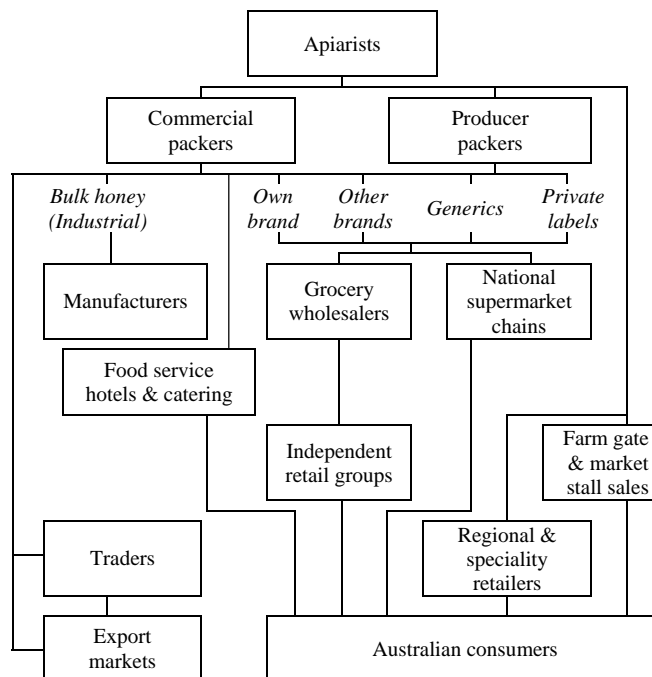 Apiarists
Commercial
packers
Producer
packers
Bulk honey
(Industrial)
Own
brand
Other
brands
Generics
Private
labels
Manufacturers
Grocery
wholesalers
National
supermarket
chains
Food service
hotels & catering
Independent
retail groups
Farm gate
& market
stall sales
Traders
Regional &
speciality
retailers
Export
markets
Australian consumers